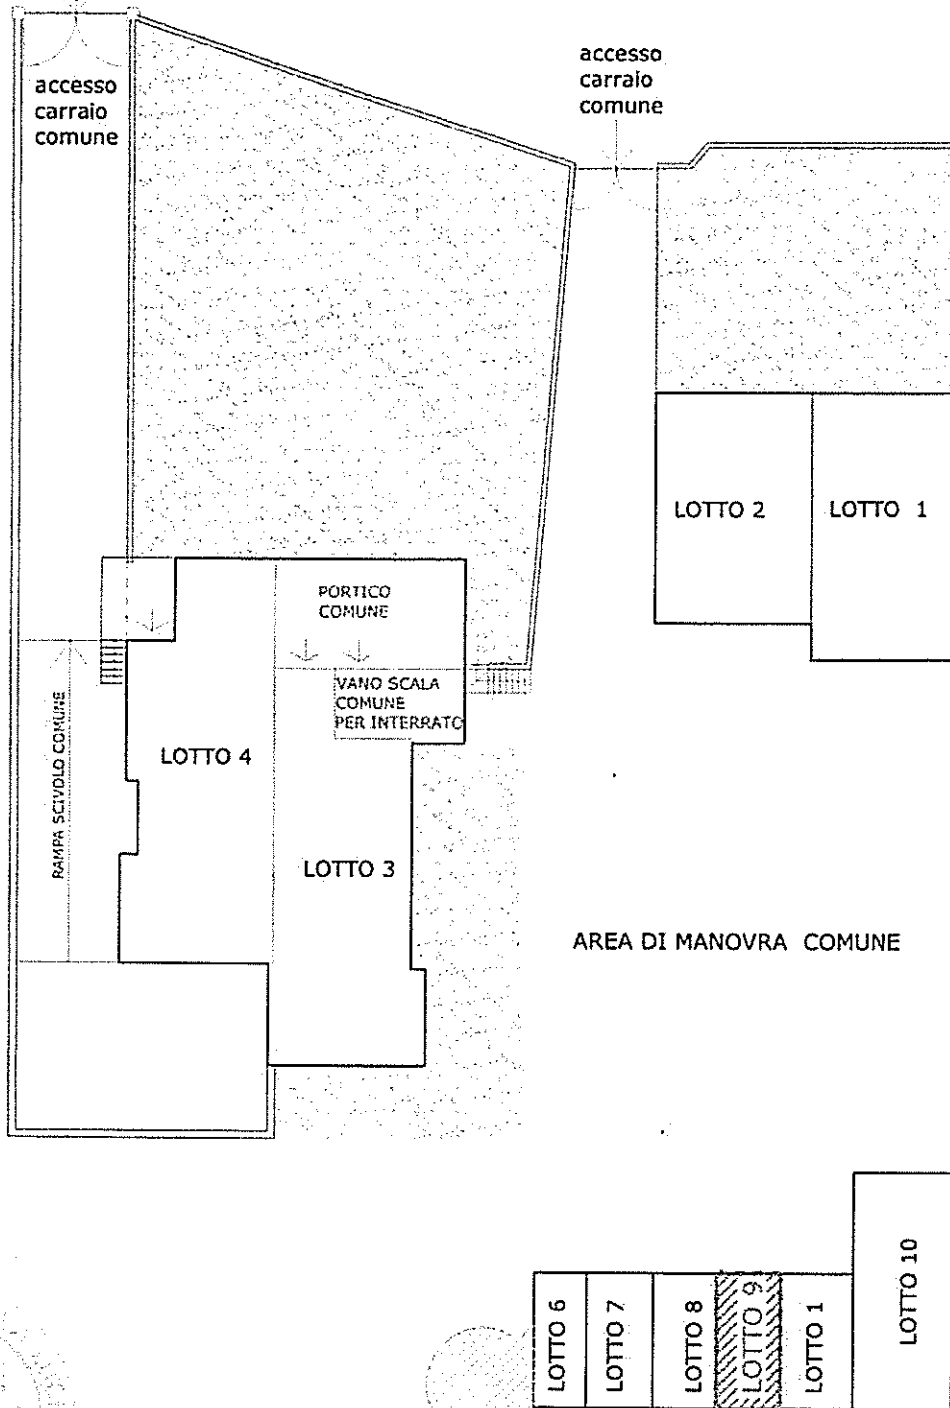 accesso
carraio
comune
accesso
carraio
comune
LOTTO 2
LOTTO 1
PORTICO
COMUNE
VANO SCALA
COMUNE
PER INTERRATO
RAMPA SCIVOLO COMUNE
LOTTO 4
LOTTO 3
AREA DI MANOVRA COMUNE
LOTTO 6
LOTTO 7
LOTTO 8
LOTTO 9
LOTTO 1
LOTTO 10